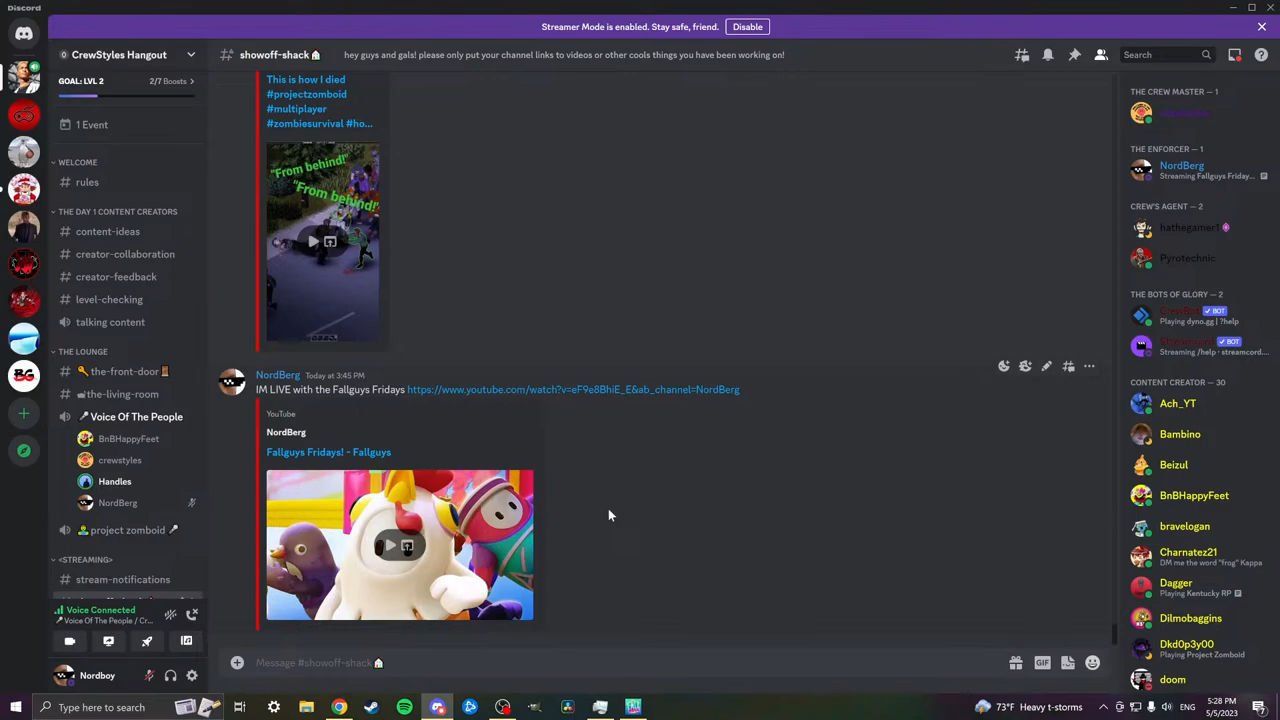 Discord
Streamer Mode is enabled. Stay safe, friend. Disable
CrewStyles Hangout
GOAL: LVL 2 2/7 Boosts >
1 Event
WELCOME
# rules
THE DAY 1 CONTENT CREATORS
# content-ideas
# creator-collaboration
# creator-feedback
# level-checking
talking content
THE LOUNGE
# 🔑the-front-door🚪
# the-living-room
🎤Voice Of The People
BnBHappyFeet
crewstyles
Handles
NordBerg
project zomboid 🎤
<STREAMING>
# stream-notifications
Voice Connected
Voice Of The People / Cr...
Nordboy
# showoff-shack🏠 hey guys and gals! please only put your channel links to videos or other cools things you have been working on!
Search
This is how I died
#projectzomboid
#multiplayer
#zombiesurvival #ho...
"From behind!"
"From behind!"
NordBerg Today at 3:45 PM
IM LIVE with the Fallguys Fridays https://www.youtube.com/watch?v=eF9e8BhiE_E&ab_channel=NordBerg
YouTube
NordBerg
Fallguys Fridays! - Fallguys
Message #showoff-shack🏠
GIF
THE CREW MASTER — 1
THE ENFORCER — 1
NordBerg
Streaming Fallguys Friday...
CREW'S AGENT — 2
hathegamer1
Pyrotechnic
THE BOTS OF GLORY — 2
✓ BOT
Playing dyno.gg | ?help
✓ BOT
Streaming /help · streamcord....
CONTENT CREATOR — 30
Ach_YT
Bambino
Beizul
BnBHappyFeet
bravelogan
Charnatez21
DM me the word "frog" Kappa
Dagger
Playing Kentucky RP
Dilmobaggins
Dkd0p3y00
Playing Project Zomboid
doom
Type here to search
73°F Heavy t-storms
ENG
5:28 PM
5/5/2023